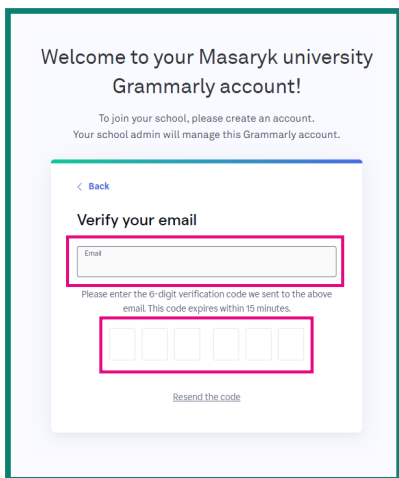 Welcome to your Masaryk university
Grammarly account!
To join your school, please create an account.
Your school admin will manage this Grammarly account.
< Back
Verify your email
Email
Please enter the 6-digit verification code we sent to the above
email. This code expires within 15 minutes.
Resend the code